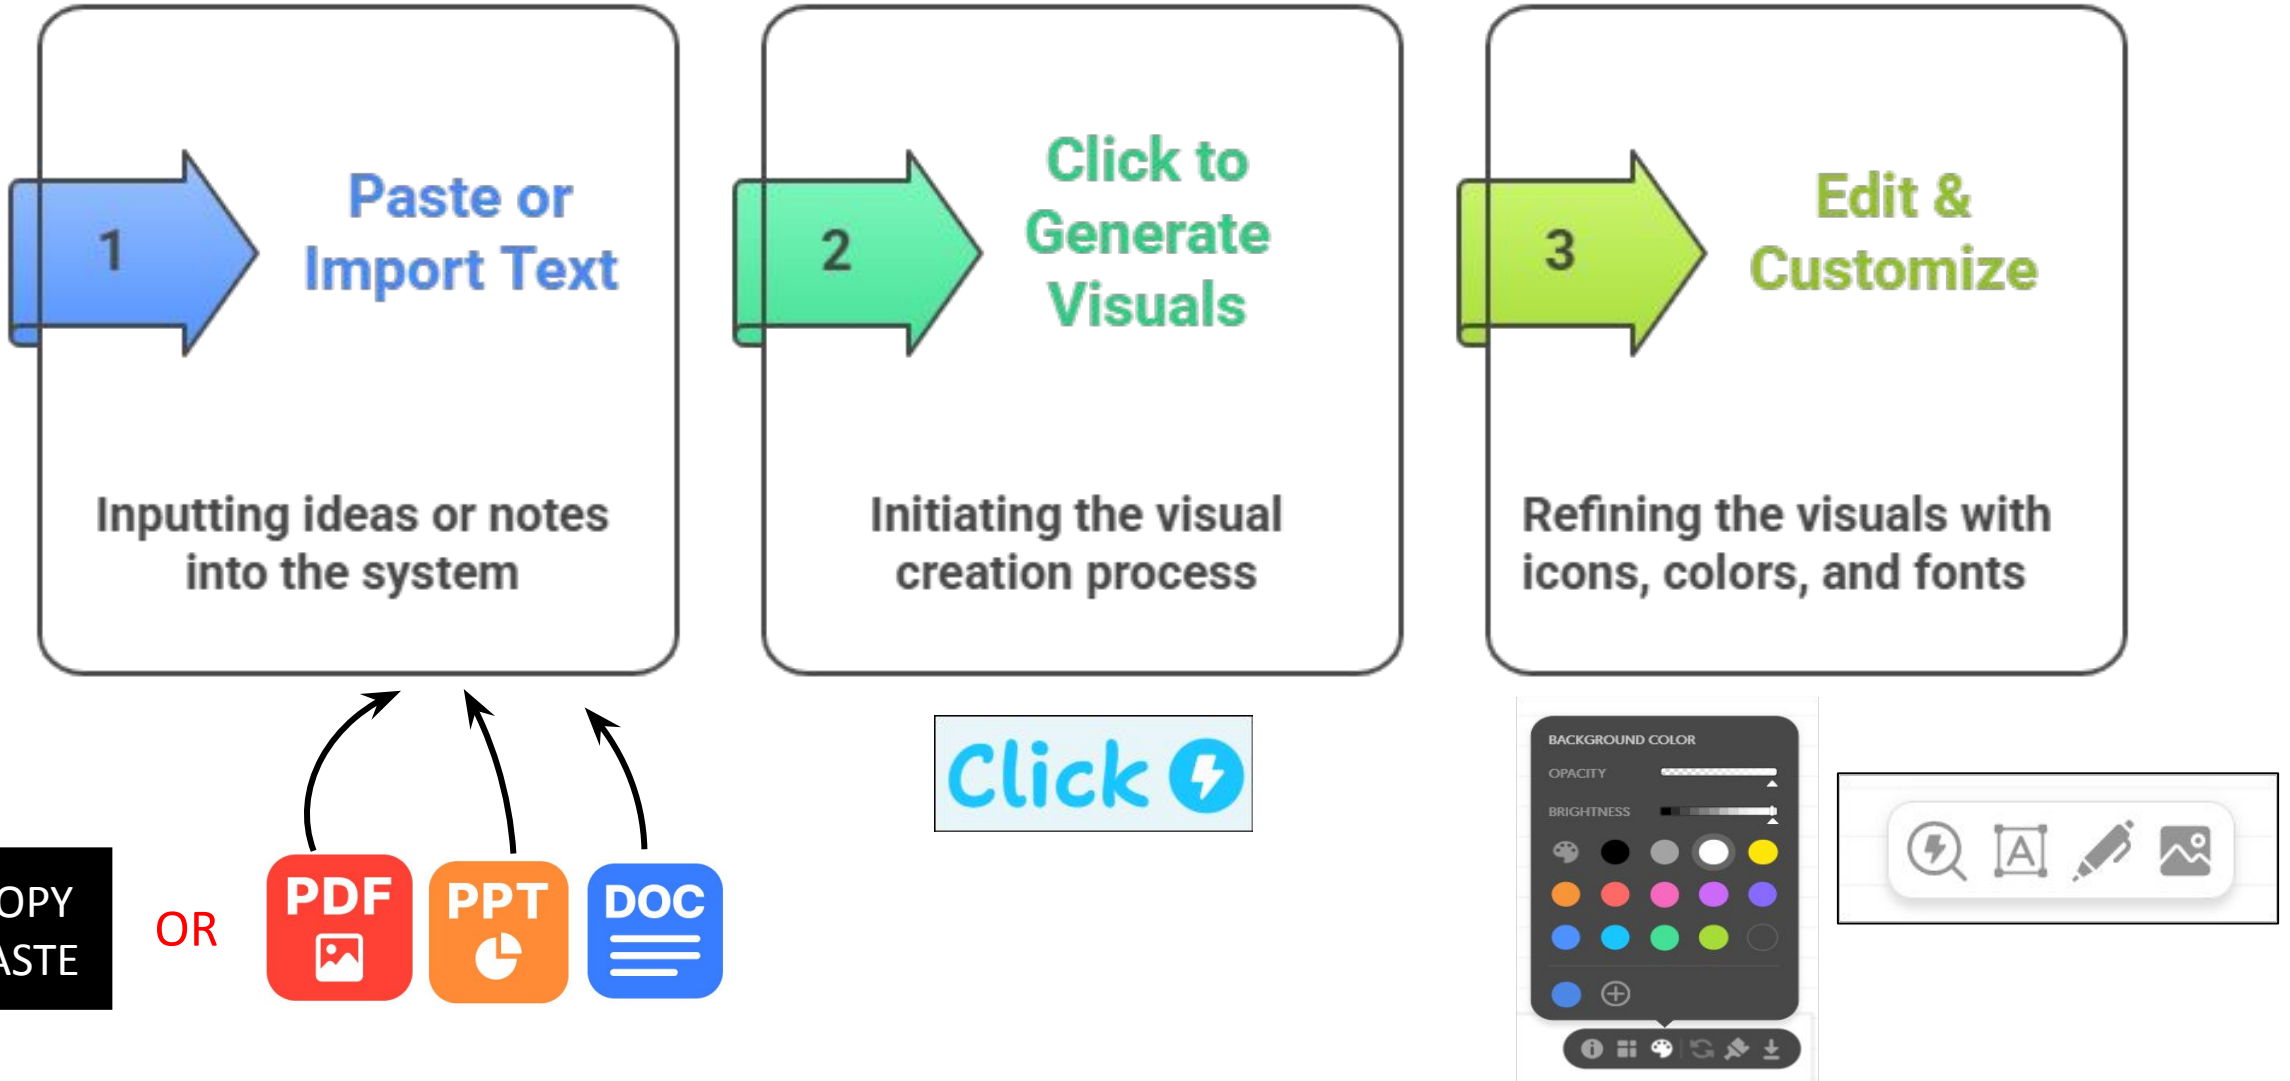 1
Paste or
Import Text
Inputting ideas or notes
into the system
2
Click to
Generate
Visuals
Initiating the visual
creation process
3
Edit &
Customize
Refining the visuals with
icons, colors, and fonts
OPY
ASTE
OR
PDF
PPT
DOC
Click
BACKGROUND COLOR
OPACITY
BRIGHTNESS
A